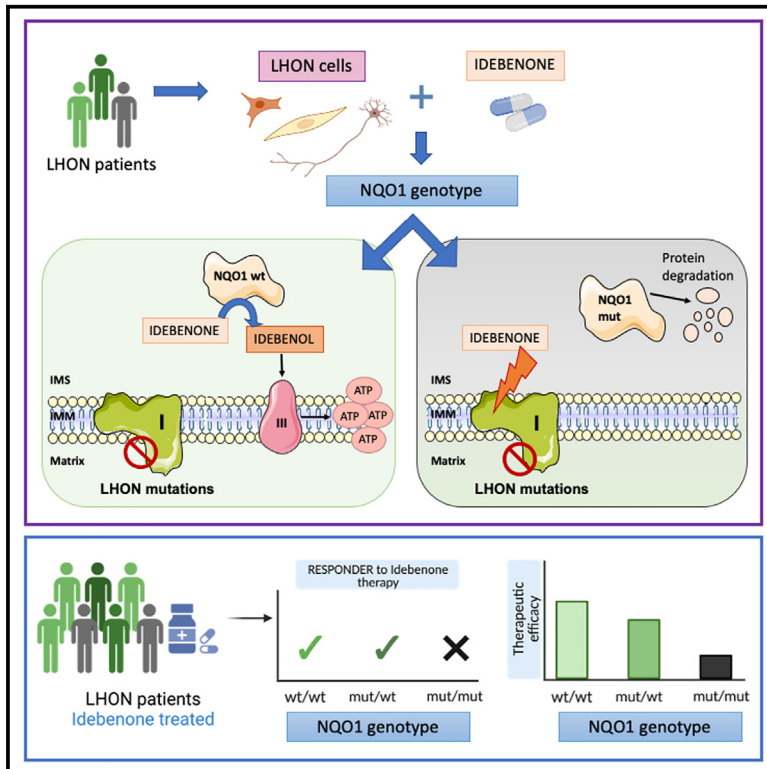 LHON cells
IDEBENONE
LHON patients
NQO1 genotype
NQO1 wt
IDEBENONE
IDEBENOL
IMS
IMM
Matrix
I
III
ATP
ATP
ATP
ATP
ATP
LHON mutations
Protein
degradation
NQO1
mut
IDEBENONE
IMS
IMM
Matrix
I
LHON mutations
LHON patients
Idebenone treated
RESPONDER to Idebenone
therapy
wt/wt mut/wt mut/mut
NQO1 genotype
Therapeutic
efficacy
wt/wt mut/wt mut/mut
NQO1 genotype